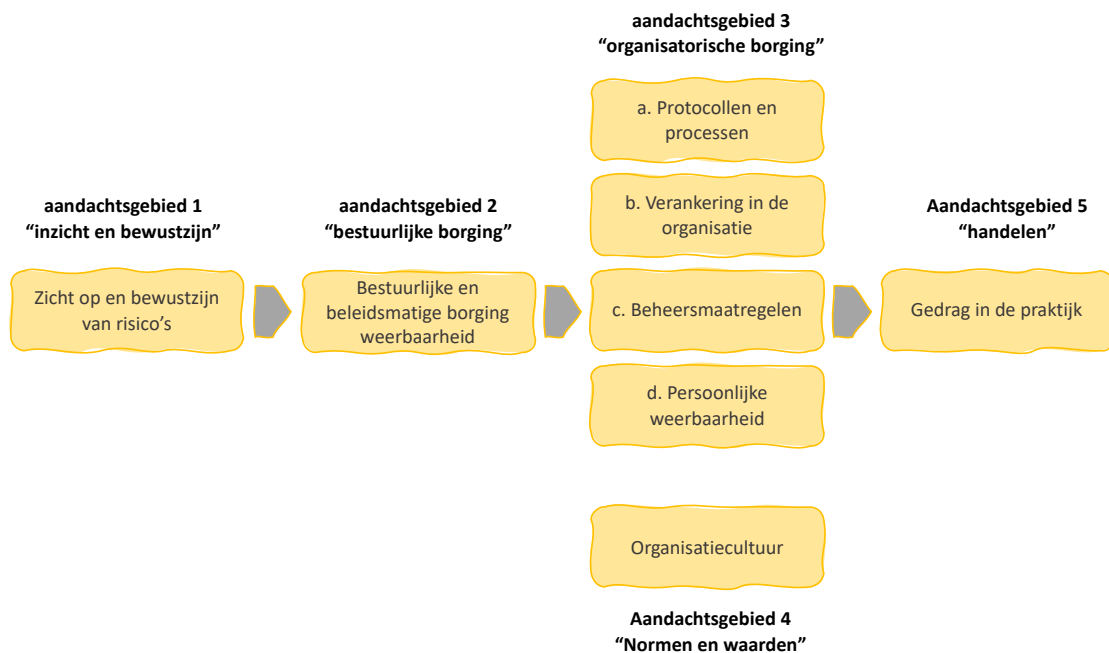 aandachtsgebied 1
“inzicht en bewustzijn”
Zicht op en bewustzijn
van risico’s
aandachtsgebied 2
“bestuurlijke borging”
Bestuurlijke en
beleidsmatige borging
weerbaarheid
aandachtsgebied 3
“organisatorische borging”
a. Protocollen en
processen
b. Verankering in de
organisatie
c. Beheersmaatregelen
d. Persoonlijke
weerbaarheid
Organisatiecultuur
Aandachtsgebied 4
“Normen en waarden”
Aandachtsgebied 5
“handelen”
Gedrag in de praktijk